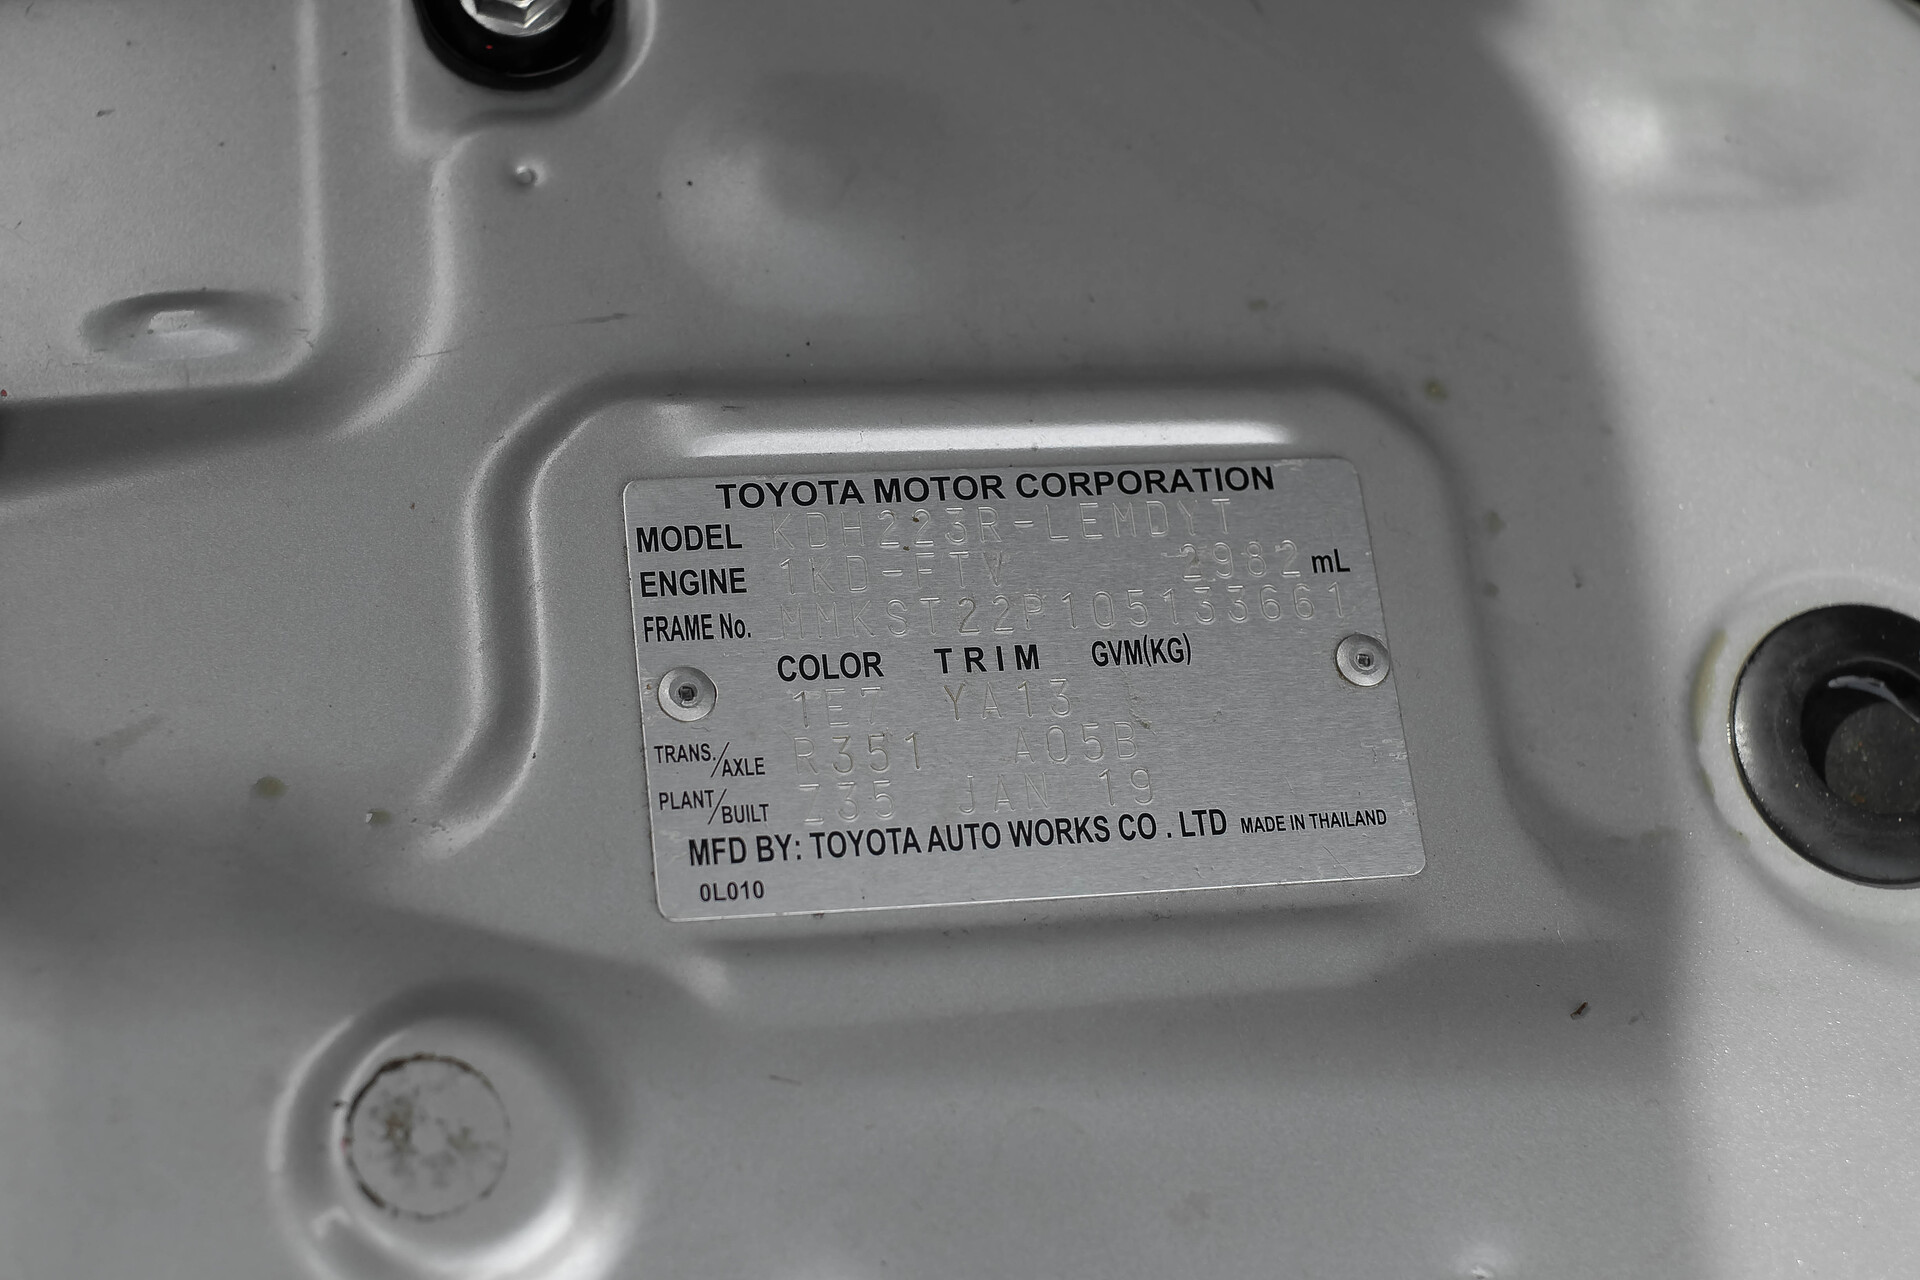 TOYOTA MOTOR CORPORATION
MODEL KDH223R-LEMDYT
ENGINE 1KD-FTV 2982 mL
FRAME No. MMKST22P105133661
COLOR TRIM GVM(KG)
1E7 YA13
TRANS./AXLE R351 A05B
PLANT/BUILT Z35 JAN 19
MFD BY: TOYOTA AUTO WORKS CO . LTD MADE IN THAILAND
0L010